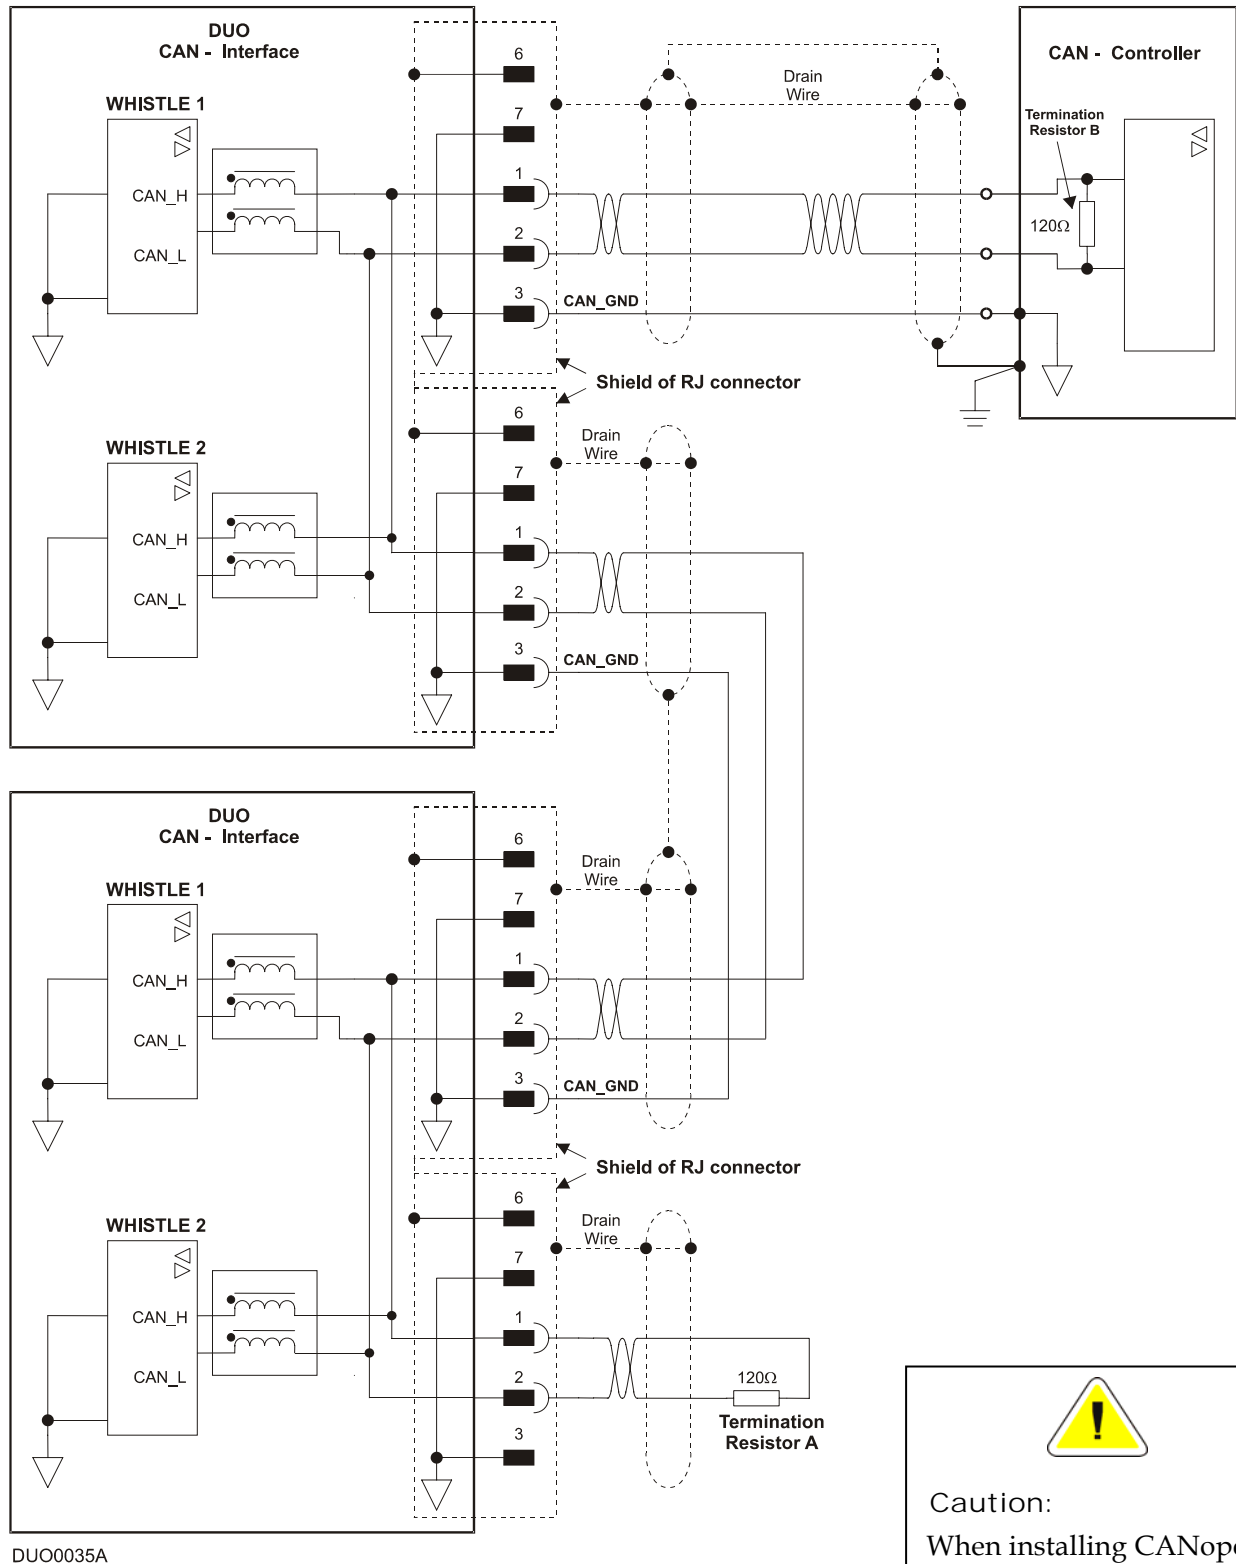 DUO
CAN - Interface
WHISTLE 1
CAN_H
CAN_L
6
7
1
2
3
CAN_GND
Drain
Wire
CAN - Controller
Termination
Resistor B
120Ω
Shield of RJ connector
WHISTLE 2
CAN_H
CAN_L
6
7
1
2
3
CAN_GND
Drain
Wire
DUO
CAN - Interface
WHISTLE 1
CAN_H
CAN_L
6
7
1
2
3
CAN_GND
Drain
Wire
Shield of RJ connector
WHISTLE 2
CAN_H
CAN_L
6
7
1
2
3
Drain
Wire
120Ω
Termination
Resistor A
DUO0035A
!
Caution:
When installing CANope